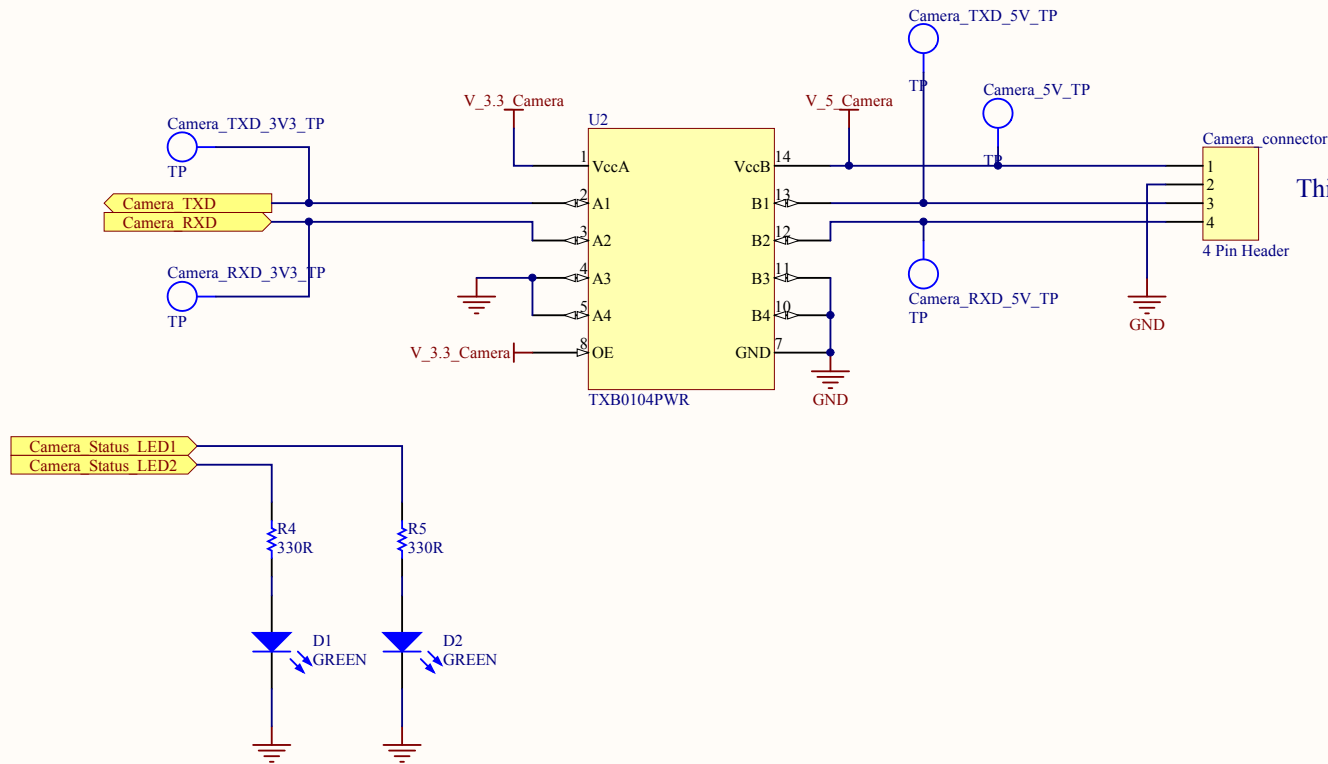 Camera_TXD_5V_TP
TP
Camera_5V_TP
TP
V_3.3_Camera
V_5_Camera
U2
Camera_TXD_3V3_TP
TP
Camera_connector
1
VccA
VccB
14
1
2
3
4
4 Pin Header
Thi
Camera_TXD
2
A1
B1
13
Camera_RXD
3
A2
B2
12
Camera_RXD_3V3_TP
TP
4
A3
B3
11
Camera_RXD_5V_TP
TP
5
A4
B4
10
GND
V_3.3_Camera
8
OE
GND
7
TXB0104PWR
GND
Camera_Status_LED1
Camera_Status_LED2
R4
330R
R5
330R
D1
GREEN
D2
GREEN